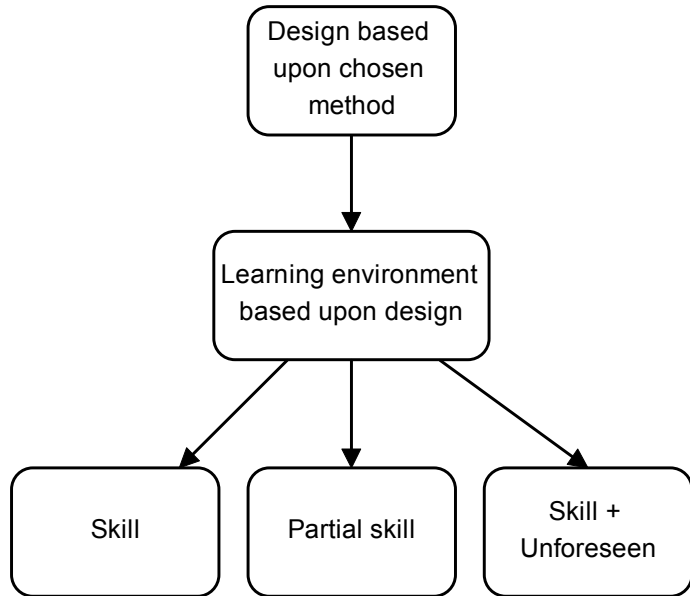 Design based
upon chosen
method
Learning environment
based upon design
Skill
Partial skill
Skill +
Unforeseen